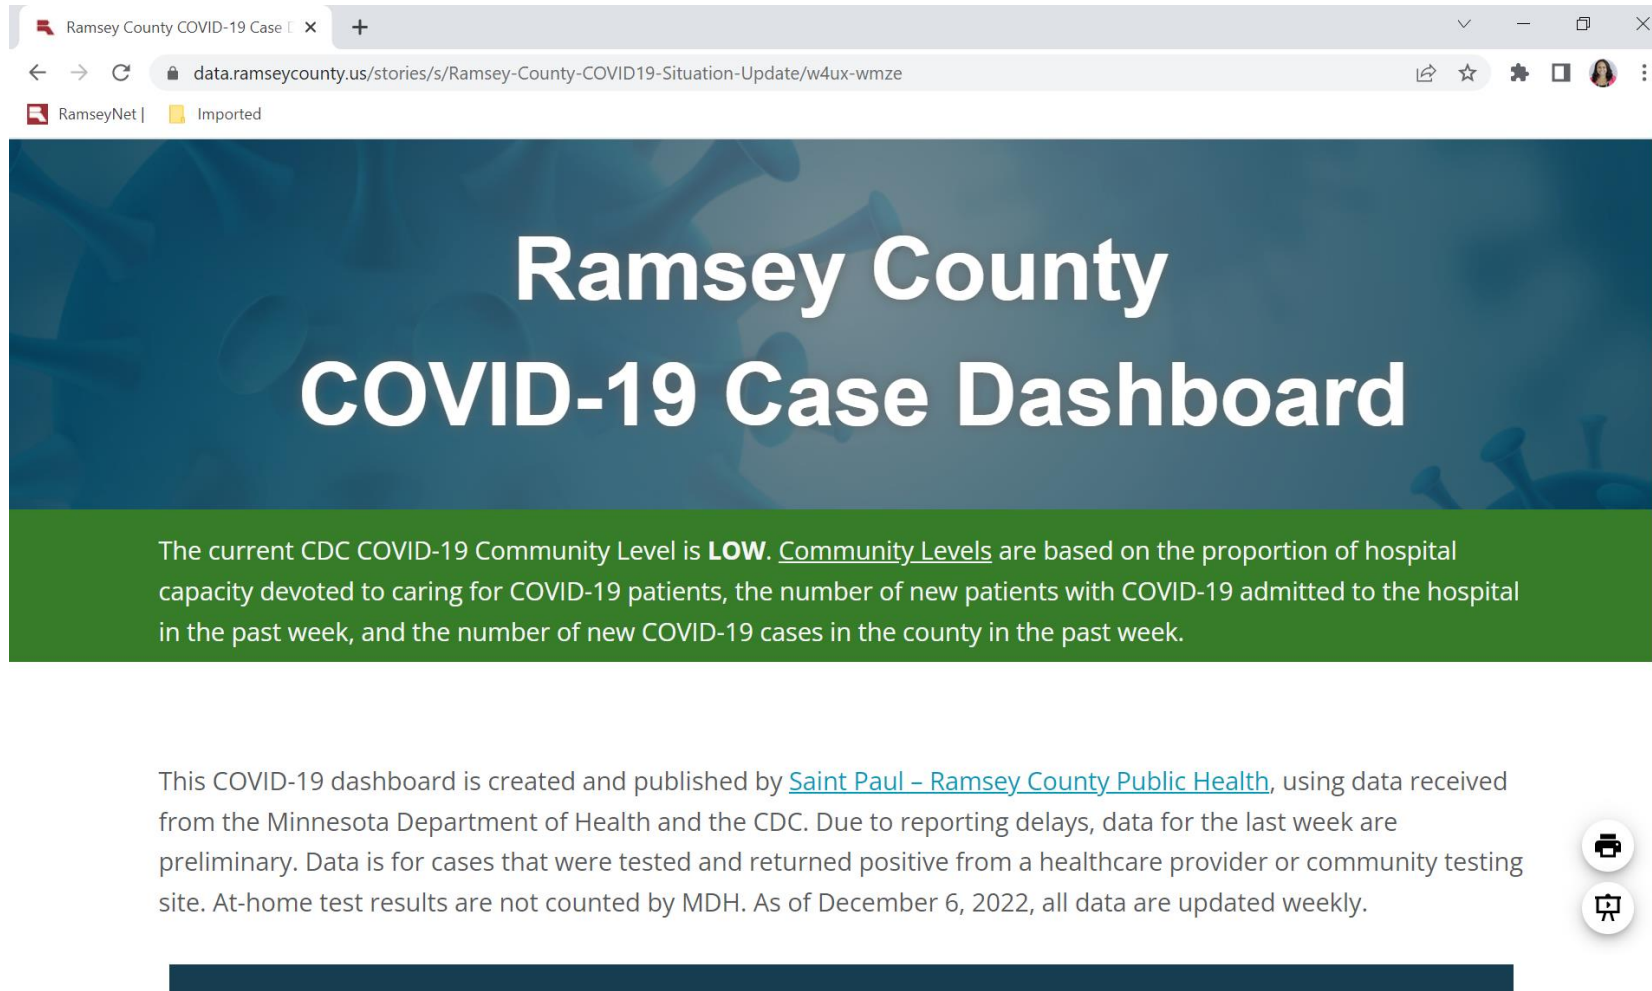 Ramsey County COVID-19 Case
data.ramseycounty.us/stories/s/Ramsey-County-COVID19-Situation-Update/w4ux-wmze
RamseyNet |
Imported
Ramsey County
COVID-19 Case Dashboard
The current CDC COVID-19 Community Level is LOW. Community Levels are based on the proportion of hospital
capacity devoted to caring for COVID-19 patients, the number of new patients with COVID-19 admitted to the hospital
in the past week, and the number of new COVID-19 cases in the county in the past week.
This COVID-19 dashboard is created and published by Saint Paul – Ramsey County Public Health, using data received
from the Minnesota Department of Health and the CDC. Due to reporting delays, data for the last week are
preliminary. Data is for cases that were tested and returned positive from a healthcare provider or community testing
site. At-home test results are not counted by MDH. As of December 6, 2022, all data are updated weekly.